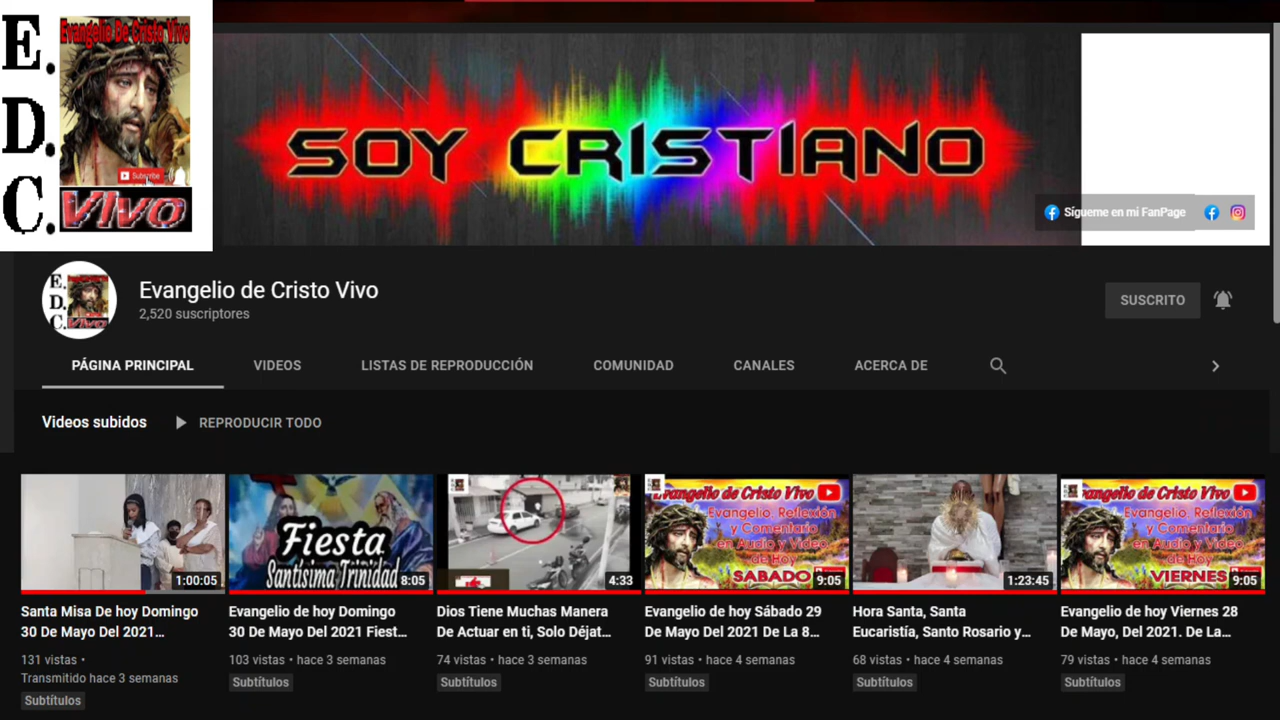 E.
D.
C.
Evangelio De Cristo Vivo
Subscribe
Vivo
SOY CRISTIANO
Sígueme en mi FanPage
E.
D.
C.
Vivo
Evangelio de Cristo Vivo
2,520 suscriptores
SUSCRITO
PÁGINA PRINCIPAL
VIDEOS
LISTAS DE REPRODUCCIÓN
COMUNIDAD
CANALES
ACERCA DE
Videos subidos
REPRODUCIR TODO
1:00:05
Santa Misa De hoy Domingo
30 De Mayo Del 2021...
131 vistas •
Transmitido hace 3 semanas
Subtítulos
Fiesta
Santísima Trinidad
8:05
Evangelio de hoy Domingo
30 De Mayo Del 2021 Fiest...
103 vistas • hace 3 semanas
Subtítulos
4:33
Dios Tiene Muchas Manera
De Actuar en ti, Solo Déjat...
74 vistas • hace 3 semanas
Subtítulos
Evangelio de Cristo Vivo
Evangelio, Reflexión
y Comentario
en Audio y Video
de Hoy
SABADO
9:05
Evangelio de hoy Sábado 29
De Mayo Del 2021 De La 8...
91 vistas • hace 4 semanas
Subtítulos
1:23:45
Hora Santa, Santa
Eucaristía, Santo Rosario y...
68 vistas • hace 4 semanas
Subtítulos
Evangelio de Cristo Vivo
Evangelio, Reflexión
y Comentario
en Audio y Video
de Hoy
VIERNES
9:05
Evangelio de hoy Viernes 28
De Mayo, Del 2021. De La...
79 vistas • hace 4 semanas
Subtítulos